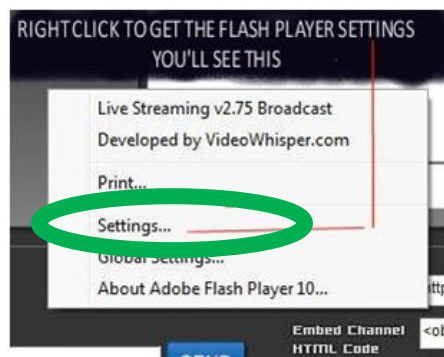 RIGHT CLICK TO GET THE FLASH PLAYER SETTINGS
YOU'LL SEE THIS
Live Streaming v2.75 Broadcast
Developed by VideoWhisper.com
Print...
Settings...
Global Settings...
About Adobe Flash Player 10...
Embed Channel
HTML Code